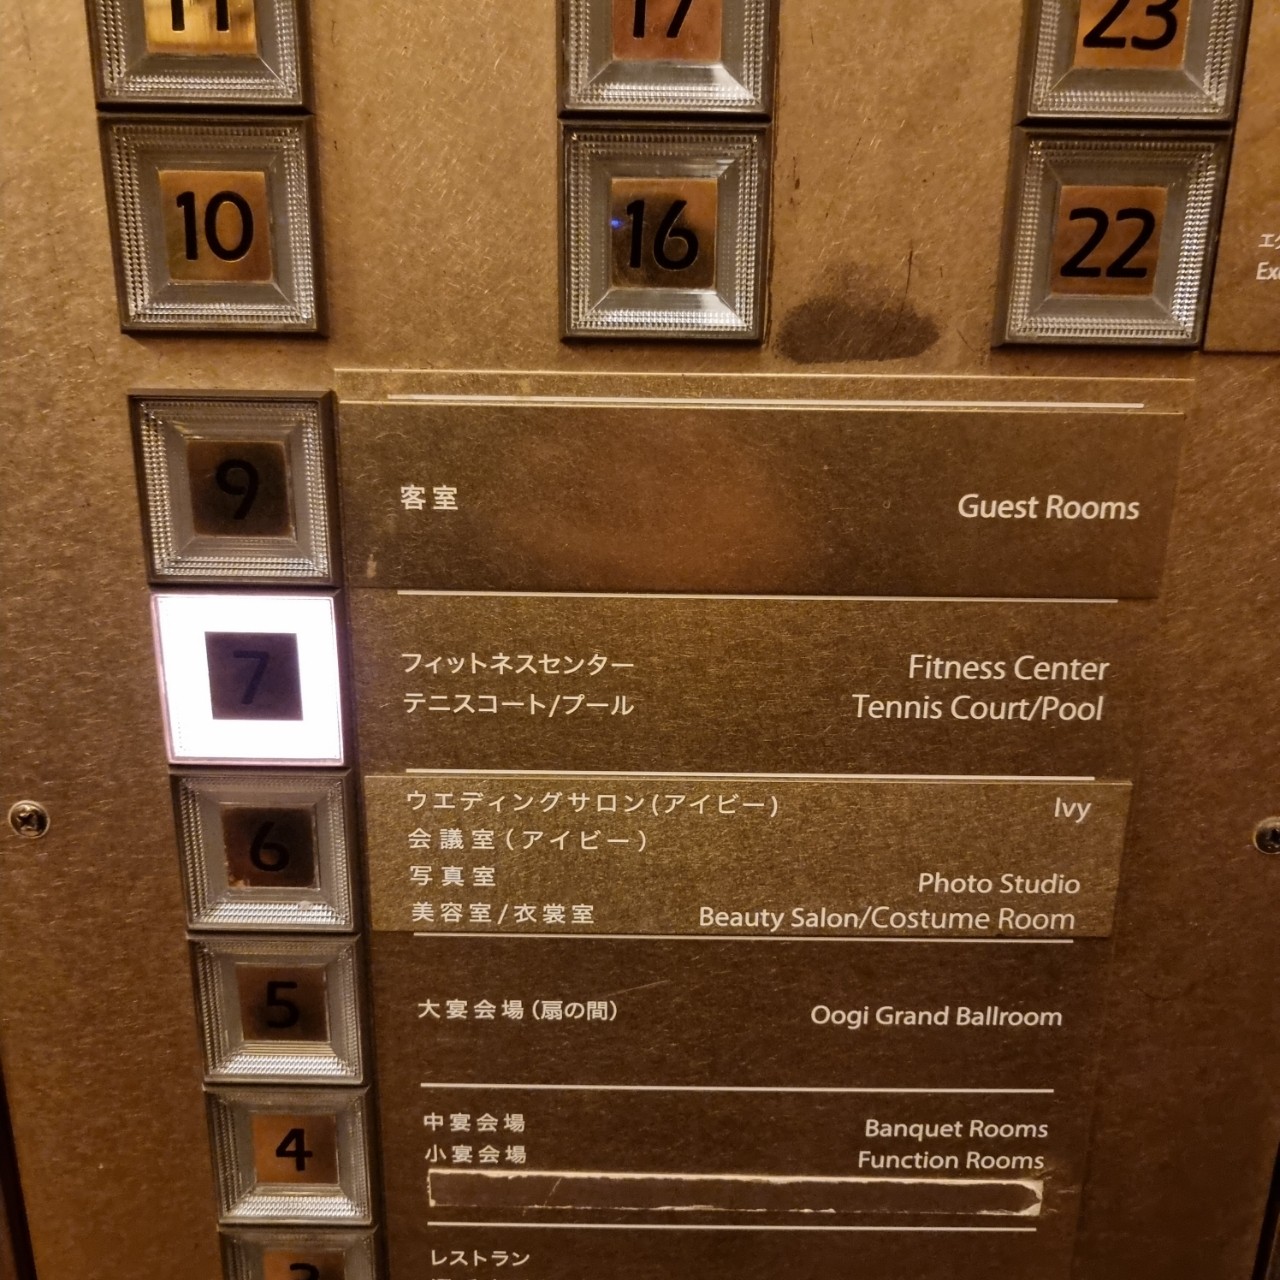 11 17 23
10 16 22
エク
Exe
9 客室 Guest Rooms
7 フィットネスセンター Fitness Center
テニスコート/プール Tennis Court/Pool
6 ウエディングサロン(アイビー) Ivy
会議室(アイビー)
写真室 Photo Studio
美容室/衣裳室 Beauty Salon/Costume Room
5 大宴会場(扇の間) Oogi Grand Ballroom
4 中宴会場 Banquet Rooms
小宴会場 Function Rooms
3 レストラン